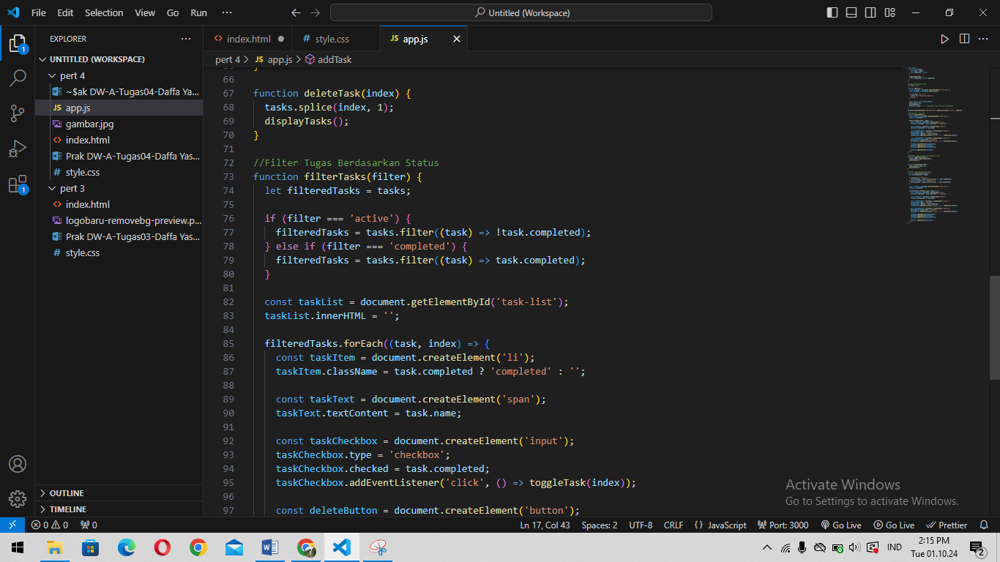 File Edit Selection View Go Run ··· Untitled (Workspace)
EXPLORER ···
index.html
style.css
JS app.js
UNTITLED (WORKSPACE)
pert 4
~$ak DW-A-Tugas04-Daffa Ya...
JS app.js
gambar.jpg
index.html
Prak DW-A-Tugas04-Daffa Yas...
# style.css
pert 3
index.html
logobaru-removebg-preview.p...
Prak DW-A-Tugas03-Daffa Yas...
# style.css
OUTLINE
TIMELINE
1
1
pert 4 > JS app.js > addTask
66
67 function deleteTask(index) {
68 tasks.splice(index, 1);
69 displayTasks();
70 }
71
72 //Filter Tugas Berdasarkan Status
73 function filterTasks(filter) {
74 let filteredTasks = tasks;
75
76 if (filter === 'active') {
77 filteredTasks = tasks.filter((task) => !task.completed);
78 } else if (filter === 'completed') {
79 filteredTasks = tasks.filter((task) => task.completed);
80 }
81
82 const taskList = document.getElementById('task-list');
83 taskList.innerHTML = '';
84
85 filteredTasks.forEach((task, index) => {
86 const taskItem = document.createElement('li');
87 taskItem.className = task.completed ? 'completed' : '';
88
89 const taskText = document.createElement('span');
90 taskText.textContent = task.name;
91
92 const taskCheckbox = document.createElement('input');
93 taskCheckbox.type = 'checkbox';
94 taskCheckbox.checked = task.completed;
95 taskCheckbox.addEventListener('click', () => toggleTask(index));
96
97 const deleteButton = document.createElement('button');
Activate Windows
Go to Settings to activate Windows.
0 0 0 Ln 17, Col 43 Spaces: 2 UTF-8 CRLF {} JavaScript Port: 3000 Go Live Go Live Prettier
IND
2:15 PM
Tue 01.10.24
2